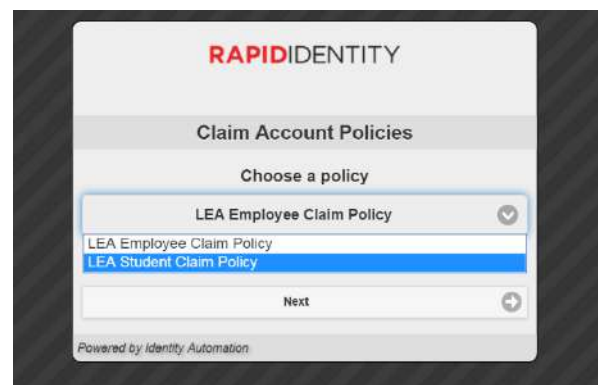 RAPIDIDENTITY
Claim Account Policies
Choose a policy
LEA Employee Claim Policy
LEA Employee Claim Policy
LEA Student Claim Policy
Next
Powered by Identity Automation